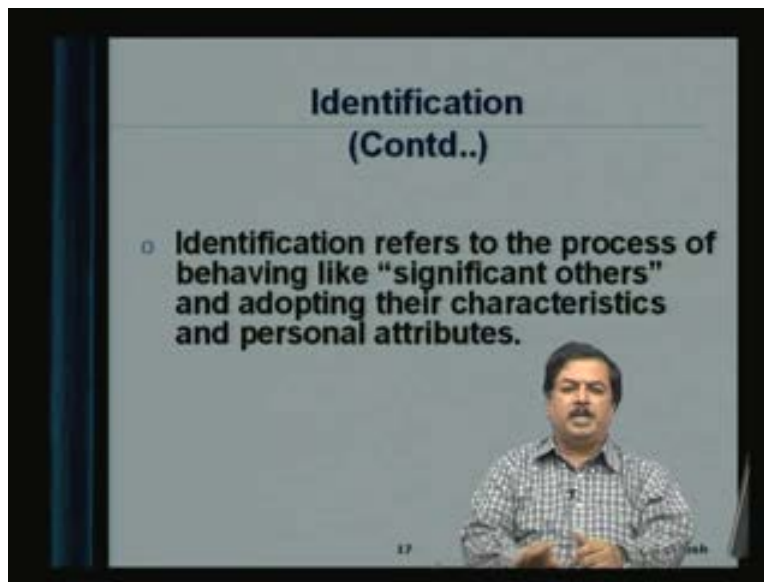 Identification
(Contd..)
o Identification refers to the process of
behaving like “significant others”
and adopting their characteristics
and personal attributes.
17